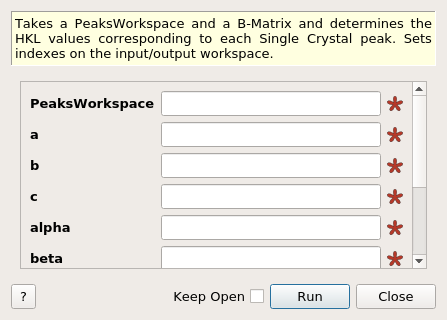 Takes a PeaksWorkspace and a B-Matrix and determines the
HKL values corresponding to each Single Crystal peak. Sets
indexes on the input/output workspace.
PeaksWorkspace
a
b
c
alpha
beta
? Keep Open Run Close